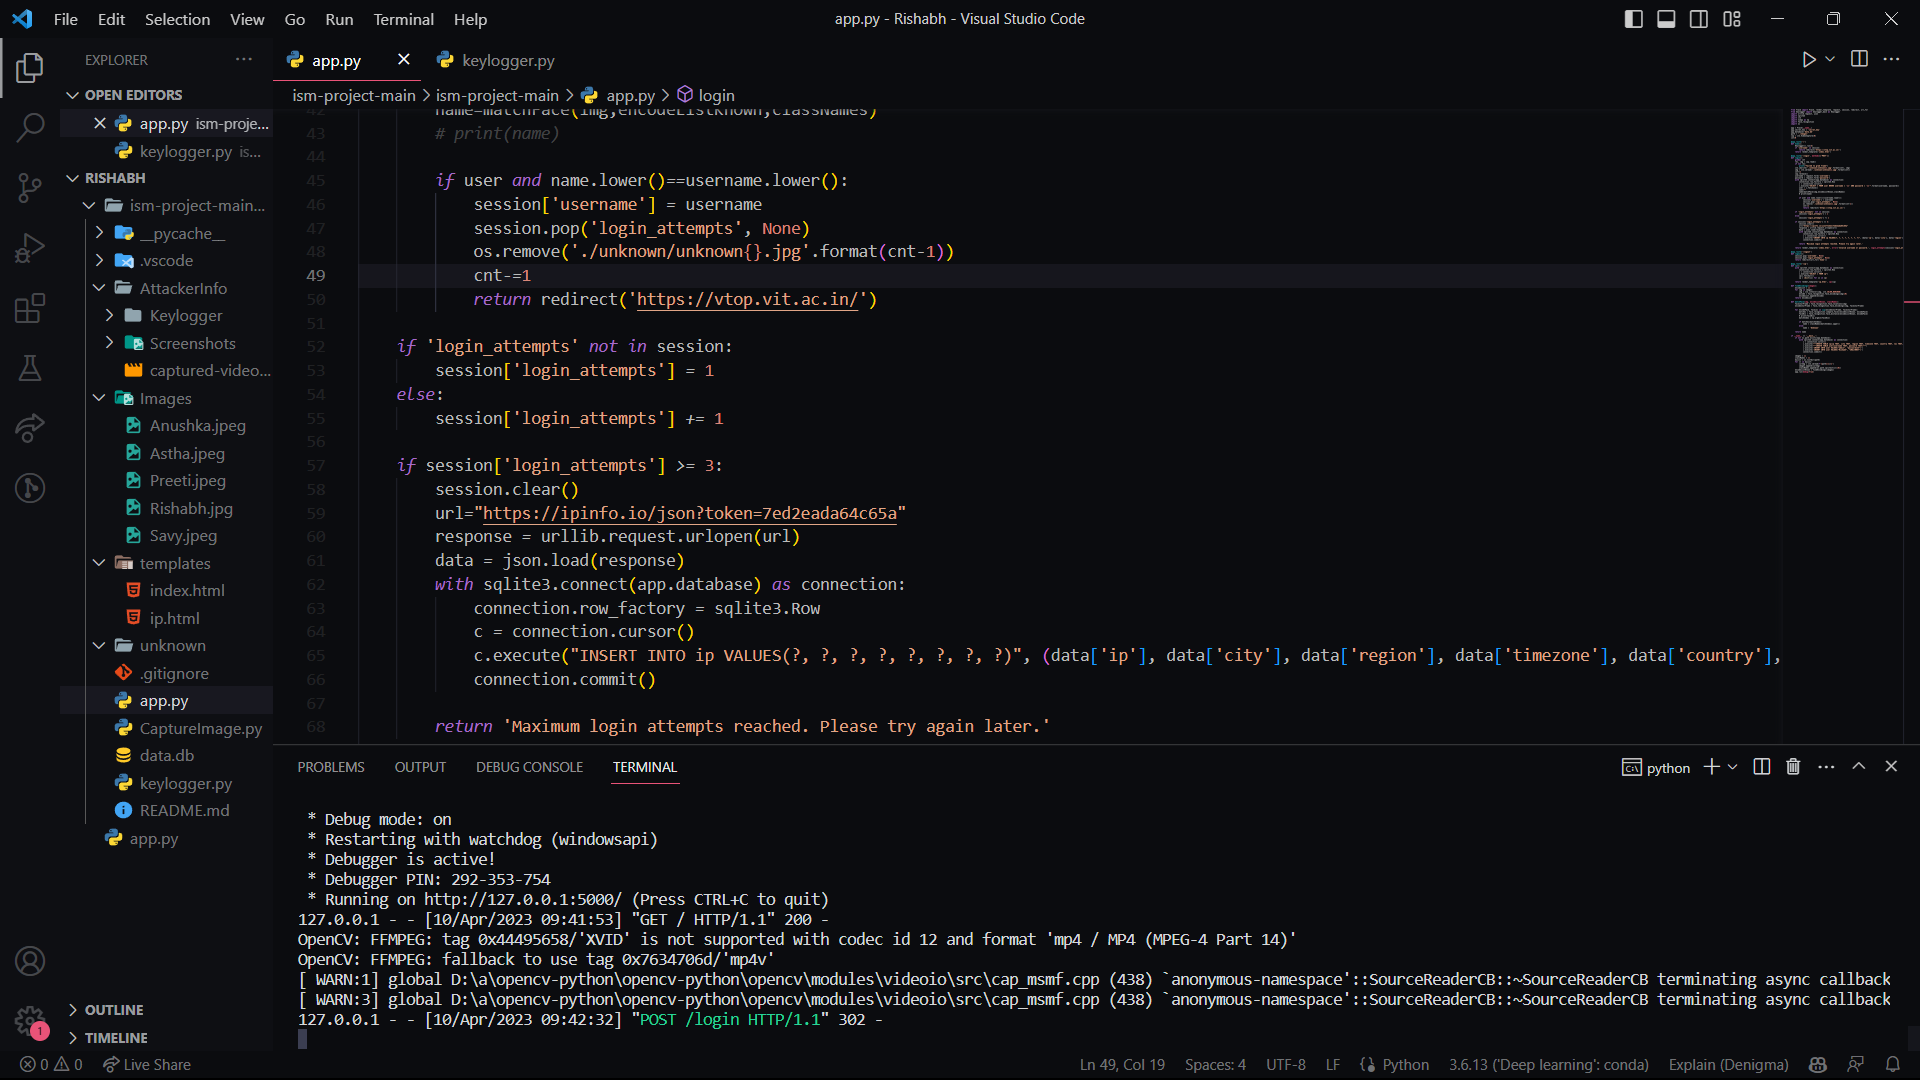 File Edit Selection View Go Run Terminal Help
app.py - Rishabh - Visual Studio Code
EXPLORER
OPEN EDITORS
app.py ism-proje...
keylogger.py is...
RISHABH
ism-project-main...
__pycache__
.vscode
AttackerInfo
Keylogger
Screenshots
captured-video...
Images
Anushka.jpeg
Astha.jpeg
Preeti.jpeg
Rishabh.jpg
Savy.jpeg
templates
index.html
ip.html
unknown
.gitignore
app.py
CaptureImage.py
data.db
keylogger.py
README.md
app.py
OUTLINE
TIMELINE
app.py keylogger.py
ism-project-main > ism-project-main > app.py > login
42 name=matchFace(img,encodeListKnown,classNames)
43 # print(name)
44
45 if user and name.lower()==username.lower():
46 session['username'] = username
47 session.pop('login_attempts', None)
48 os.remove('./unknown/unknown{}.jpg'.format(cnt-1))
49 cnt-=1
50 return redirect('https://vtop.vit.ac.in/')
51
52 if 'login_attempts' not in session:
53 session['login_attempts'] = 1
54 else:
55 session['login_attempts'] += 1
56
57 if session['login_attempts'] >= 3:
58 session.clear()
59 url="https://ipinfo.io/json?token=7ed2eada64c65a"
60 response = urllib.request.urlopen(url)
61 data = json.load(response)
62 with sqlite3.connect(app.database) as connection:
63 connection.row_factory = sqlite3.Row
64 c = connection.cursor()
65 c.execute("INSERT INTO ip VALUES(?, ?, ?, ?, ?, ?, ?, ?)", (data['ip'], data['city'], data['region'], data['timezone'], data['country'],
66 connection.commit()
67
68 return 'Maximum login attempts reached. Please try again later.'
PROBLEMS OUTPUT DEBUG CONSOLE TERMINAL
python
* Debug mode: on
* Restarting with watchdog (windowsapi)
* Debugger is active!
* Debugger PIN: 292-353-754
* Running on http://127.0.0.1:5000/ (Press CTRL+C to quit)
127.0.0.1 - - [10/Apr/2023 09:41:53] "GET / HTTP/1.1" 200 -
OpenCV: FFMPEG: tag 0x44495658/'XVID' is not supported with codec id 12 and format 'mp4 / MP4 (MPEG-4 Part 14)'
OpenCV: FFMPEG: fallback to use tag 0x7634706d/'mp4v'
[ WARN:1] global D:\a\opencv-python\opencv-python\opencv\modules\videoio\src\cap_msmf.cpp (438) `anonymous-namespace'::SourceReaderCB::~SourceReaderCB terminating async callback
[ WARN:3] global D:\a\opencv-python\opencv-python\opencv\modules\videoio\src\cap_msmf.cpp (438) `anonymous-namespace'::SourceReaderCB::~SourceReaderCB terminating async callback
127.0.0.1 - - [10/Apr/2023 09:42:32] "POST /login HTTP/1.1" 302 -
1
0 0 Live Share
Ln 49, Col 19 Spaces: 4 UTF-8 LF Python 3.6.13 ('Deep learning': conda) Explain (Denigma)